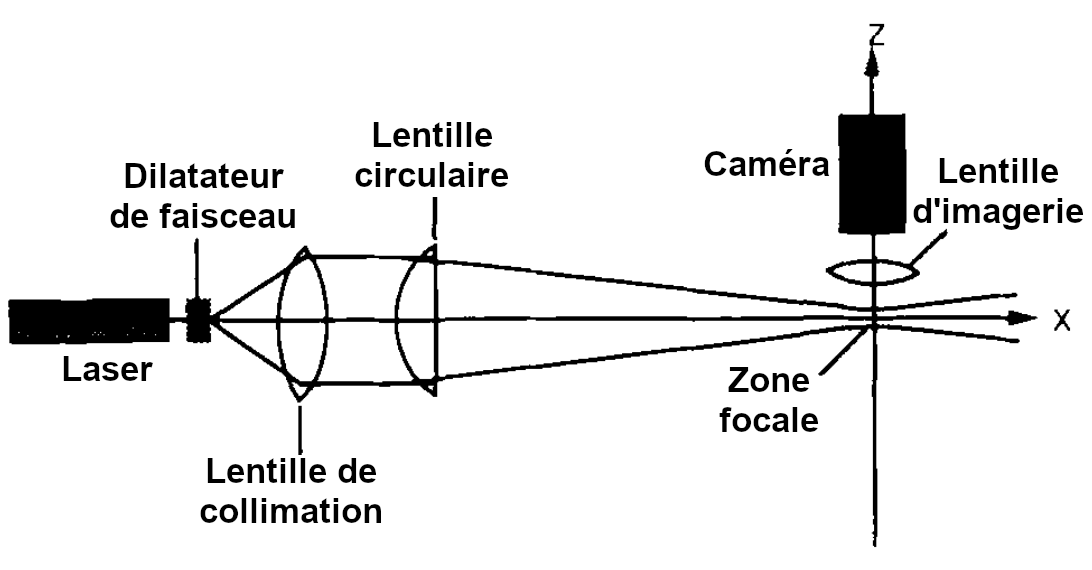 Z
Lentille
circulaire
Caméra
Lentille
d'imagerie
Dilatateur
de faisceau
X
Laser
Zone
focale
Lentille de
collimation